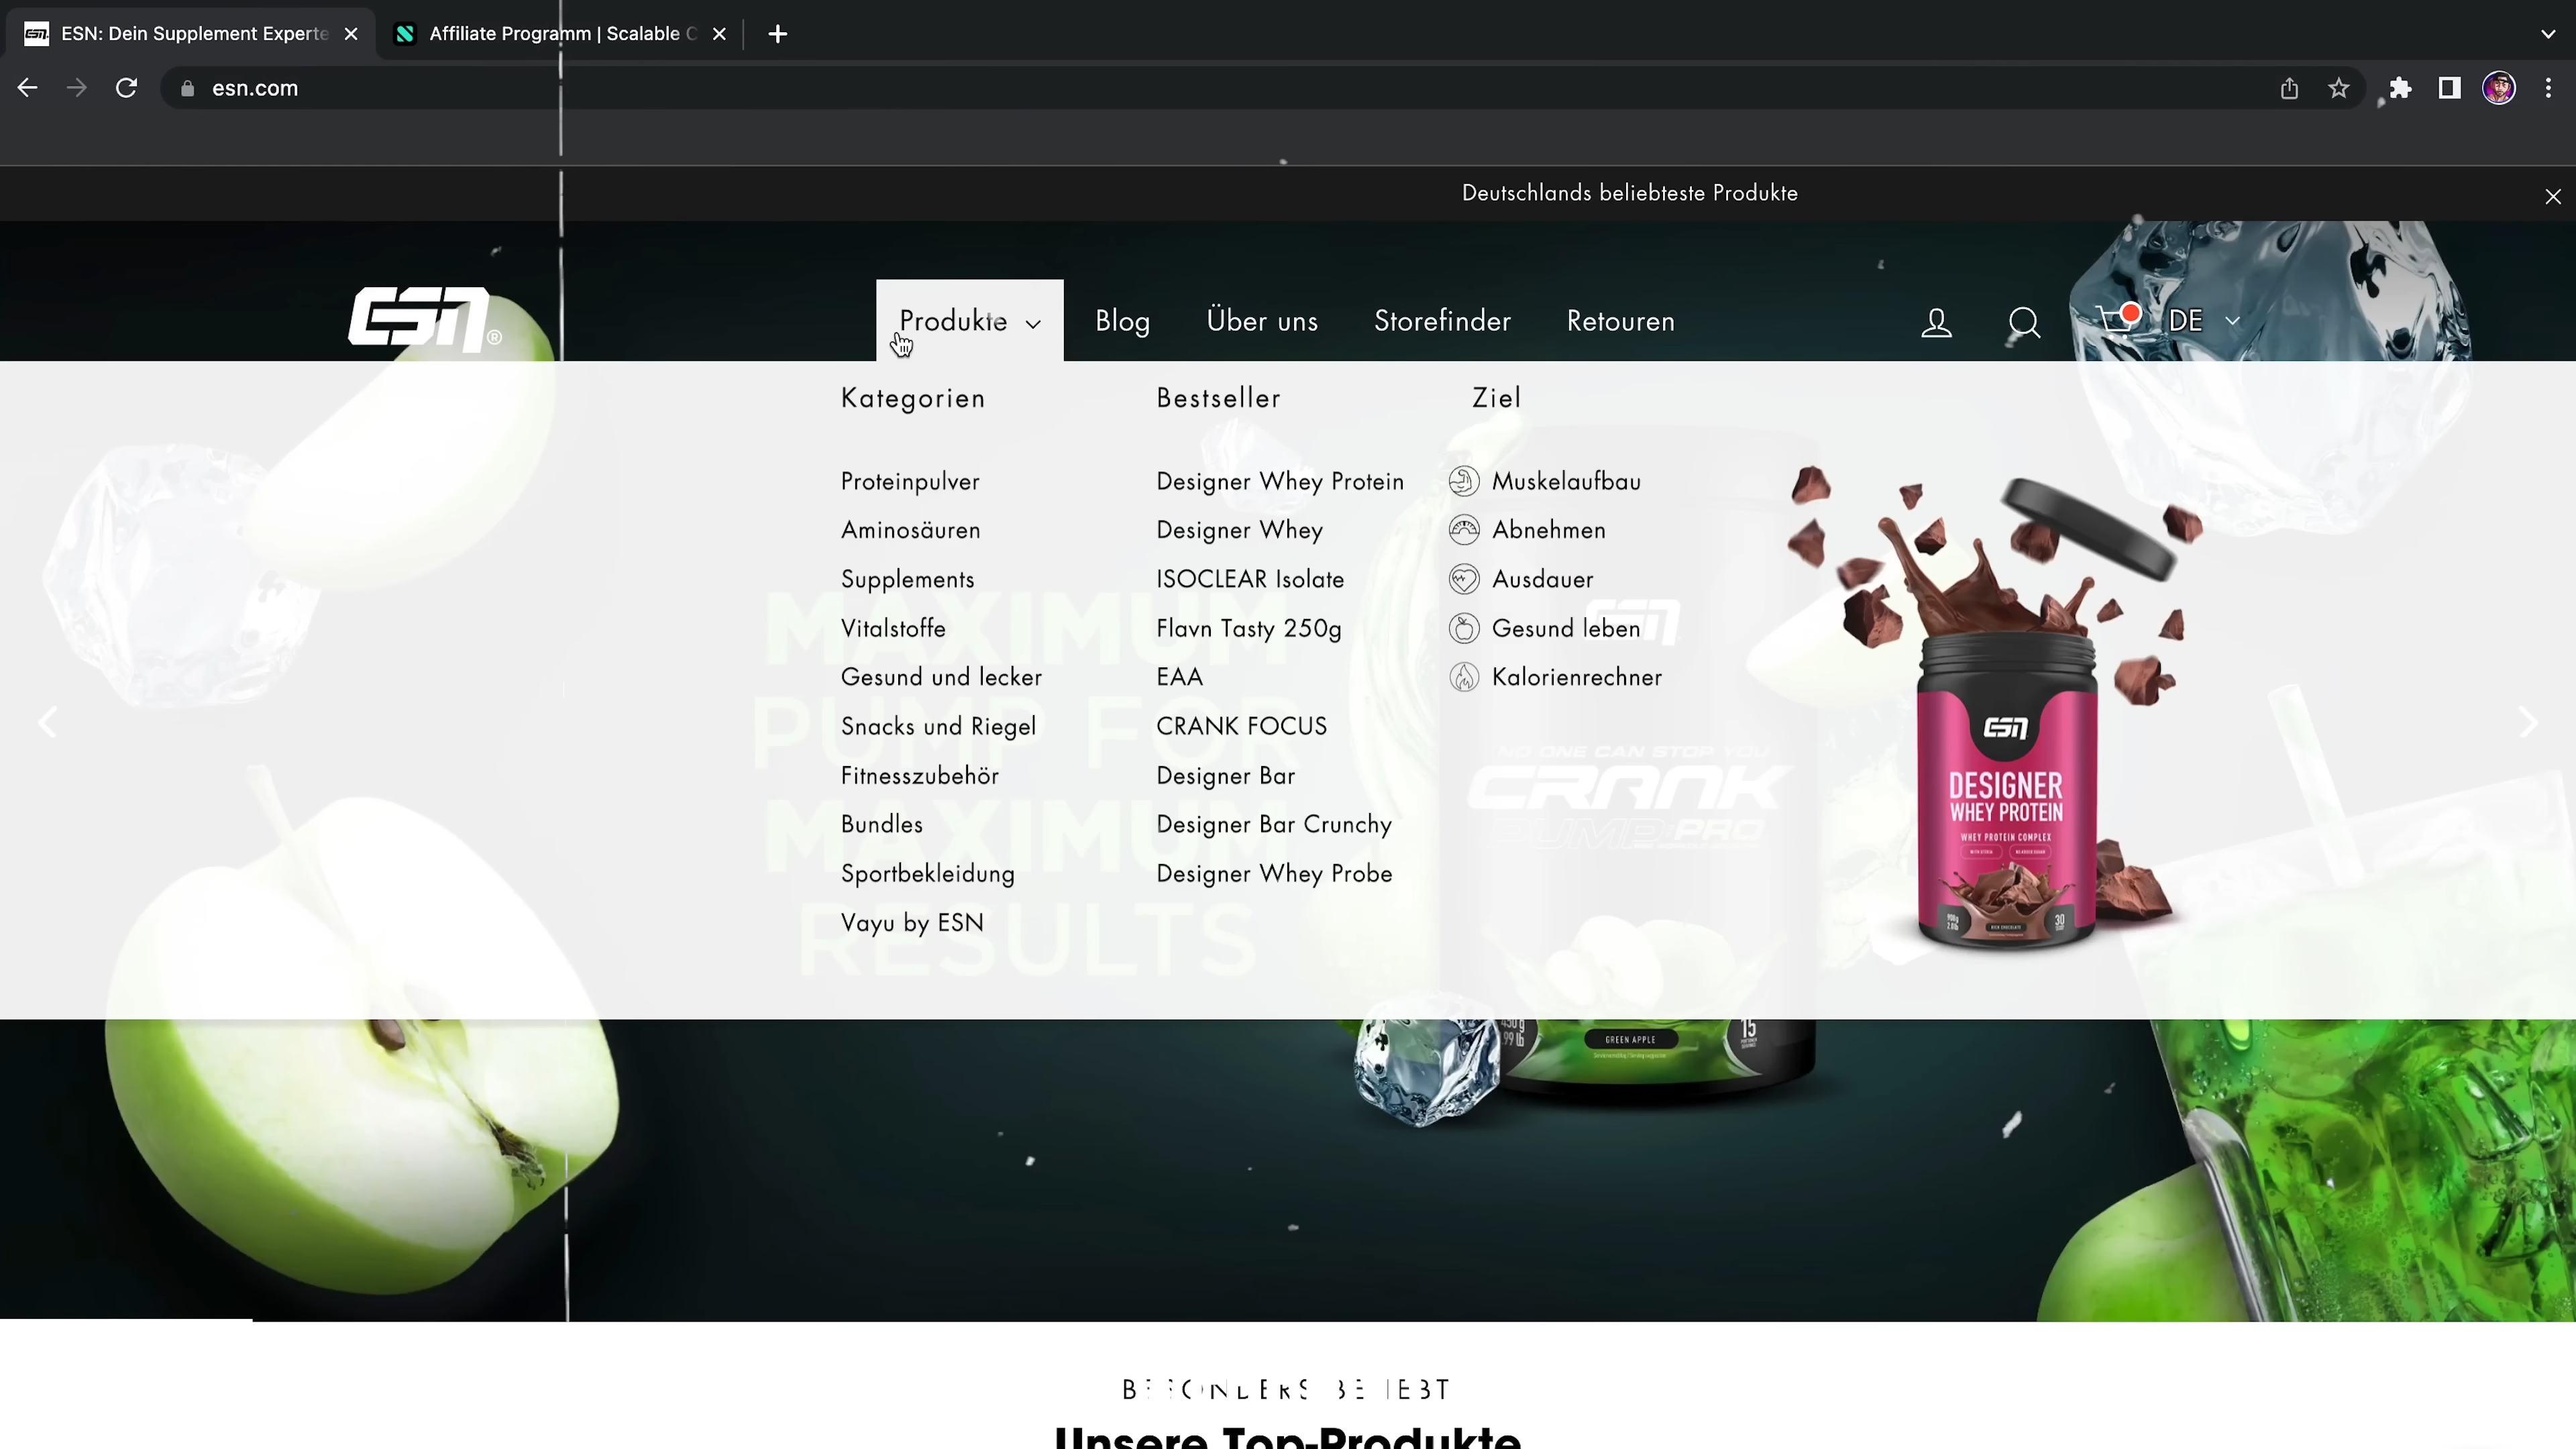 ESN: Dein Supplement Experte
Affiliate Programm | Scalable C
esn.com
Deutschlands beliebteste Produkte
ESN®
Produkte
Blog
Über uns
Storefinder
Retouren
DE
Kategorien
Proteinpulver
Aminosäuren
Supplements
Vitalstoffe
Gesund und lecker
Snacks und Riegel
Fitnesszubehör
Bundles
Sportbekleidung
Vayu by ESN
Bestseller
Designer Whey Protein
Designer Whey
ISOCLEAR Isolate
Flavn Tasty 250g
EAA
CRANK FOCUS
Designer Bar
Designer Bar Crunchy
Designer Whey Probe
Ziel
Muskelaufbau
Abnehmen
Ausdauer
Gesund leben
Kalorienrechner
MAXIMUM
PUMP FOR
MAXIMUM
RESULTS
ESN
NO ONE CAN STOP YOU
CRANK
PUMP PRO
GREEN APPLE
15
ESN
DESIGNER
WHEY PROTEIN
WHEY PROTEIN COMPLEX
RICH CHOCOLATE
30
BESONDERS BELIEBT
Unsere Top-Produkte